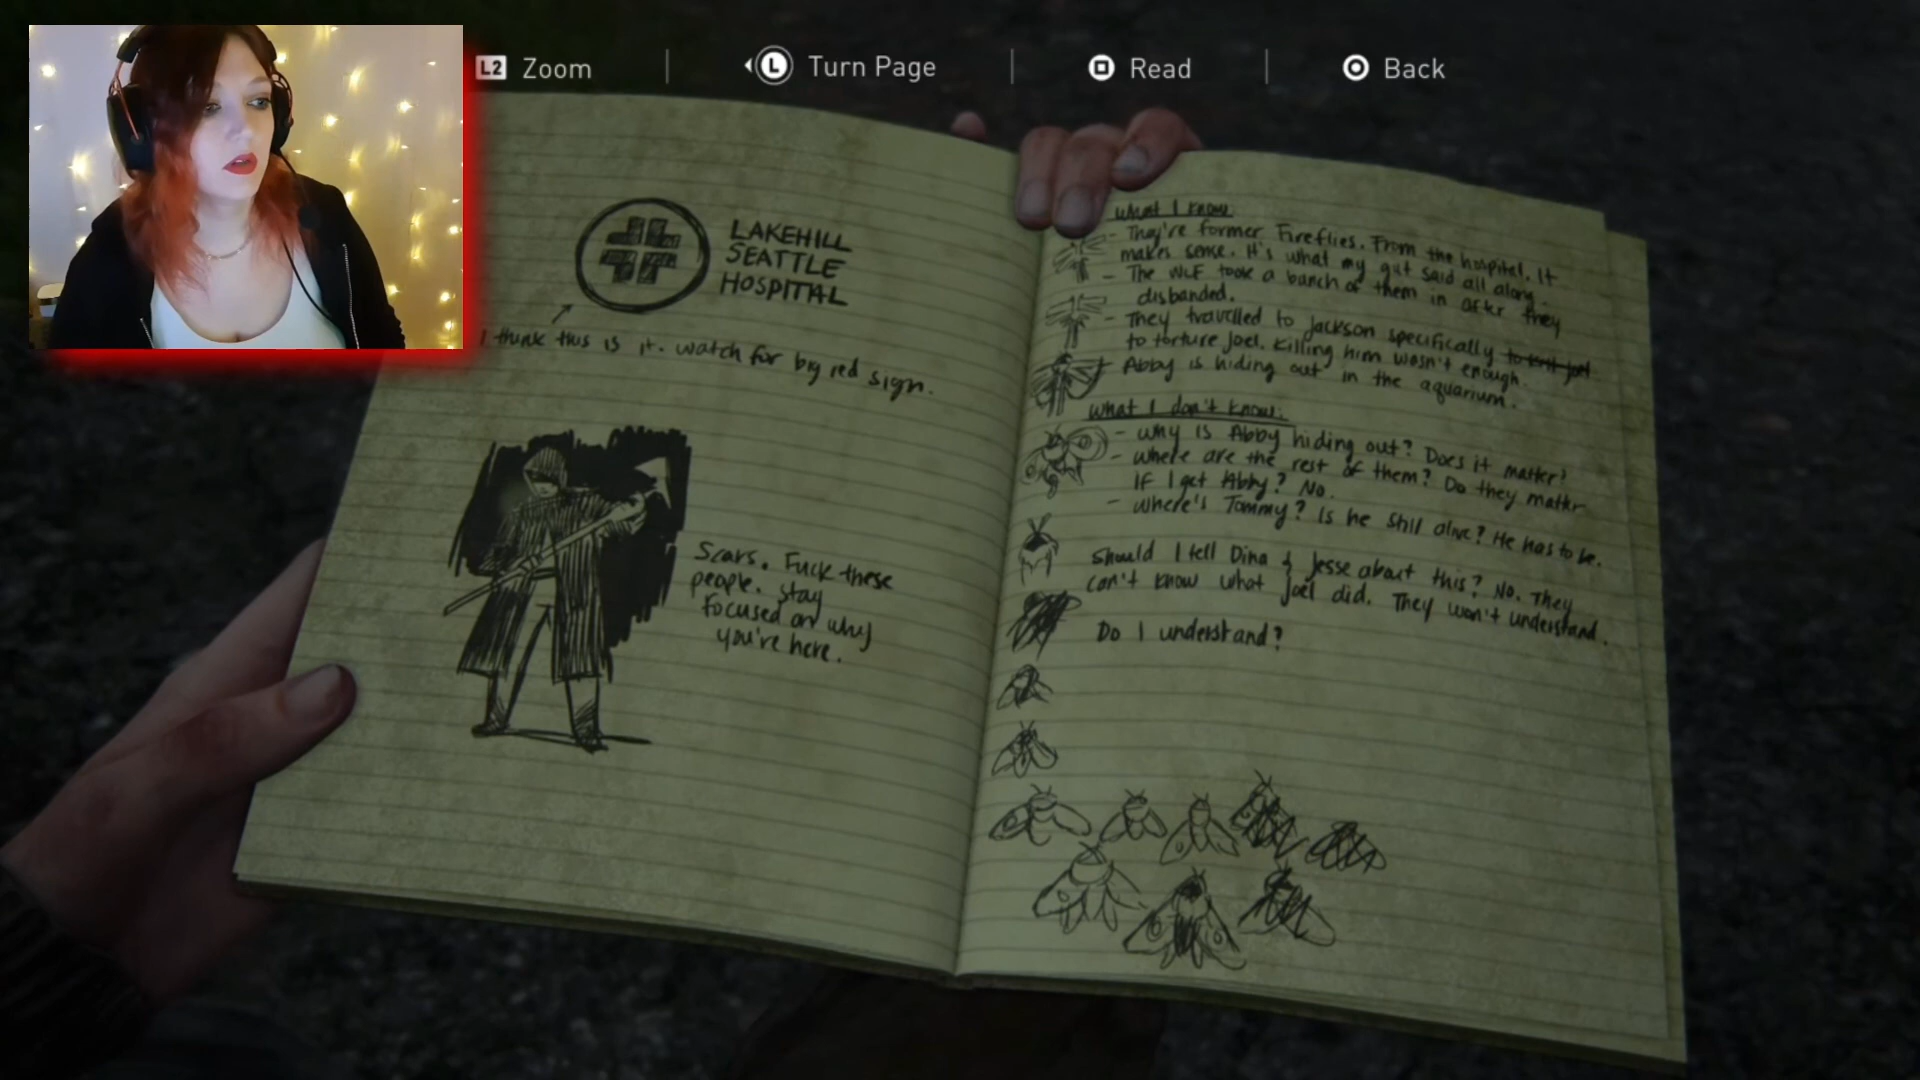 L2 Zoom
L Turn Page
Read
Back
LAKEHILL
SEATTLE
HOSPITAL
I think this is it. watch for big red sign.
Scars. Fuck these
people. Stay
focused on why
you're here.
What I know
- They're former Fireflies. From the hospital. It
makes sense. It's what my gut said all along.
- The WLF took a bunch of them in after they
disbanded.
- They travelled to Jackson specifically
to torture Joel. Killing him wasn't enough.
- Abby is hiding out in the aquarium.
What I don't know:
- Why is Abby hiding out? Does it matter?
- Where are the rest of them? Do they matter
If I get Abby? No.
- Where's Tommy? Is he still alive? He has to be.
Should I tell Dina & Jesse about this? No. They
can't know what Joel did. They won't understand.
Do I understand?